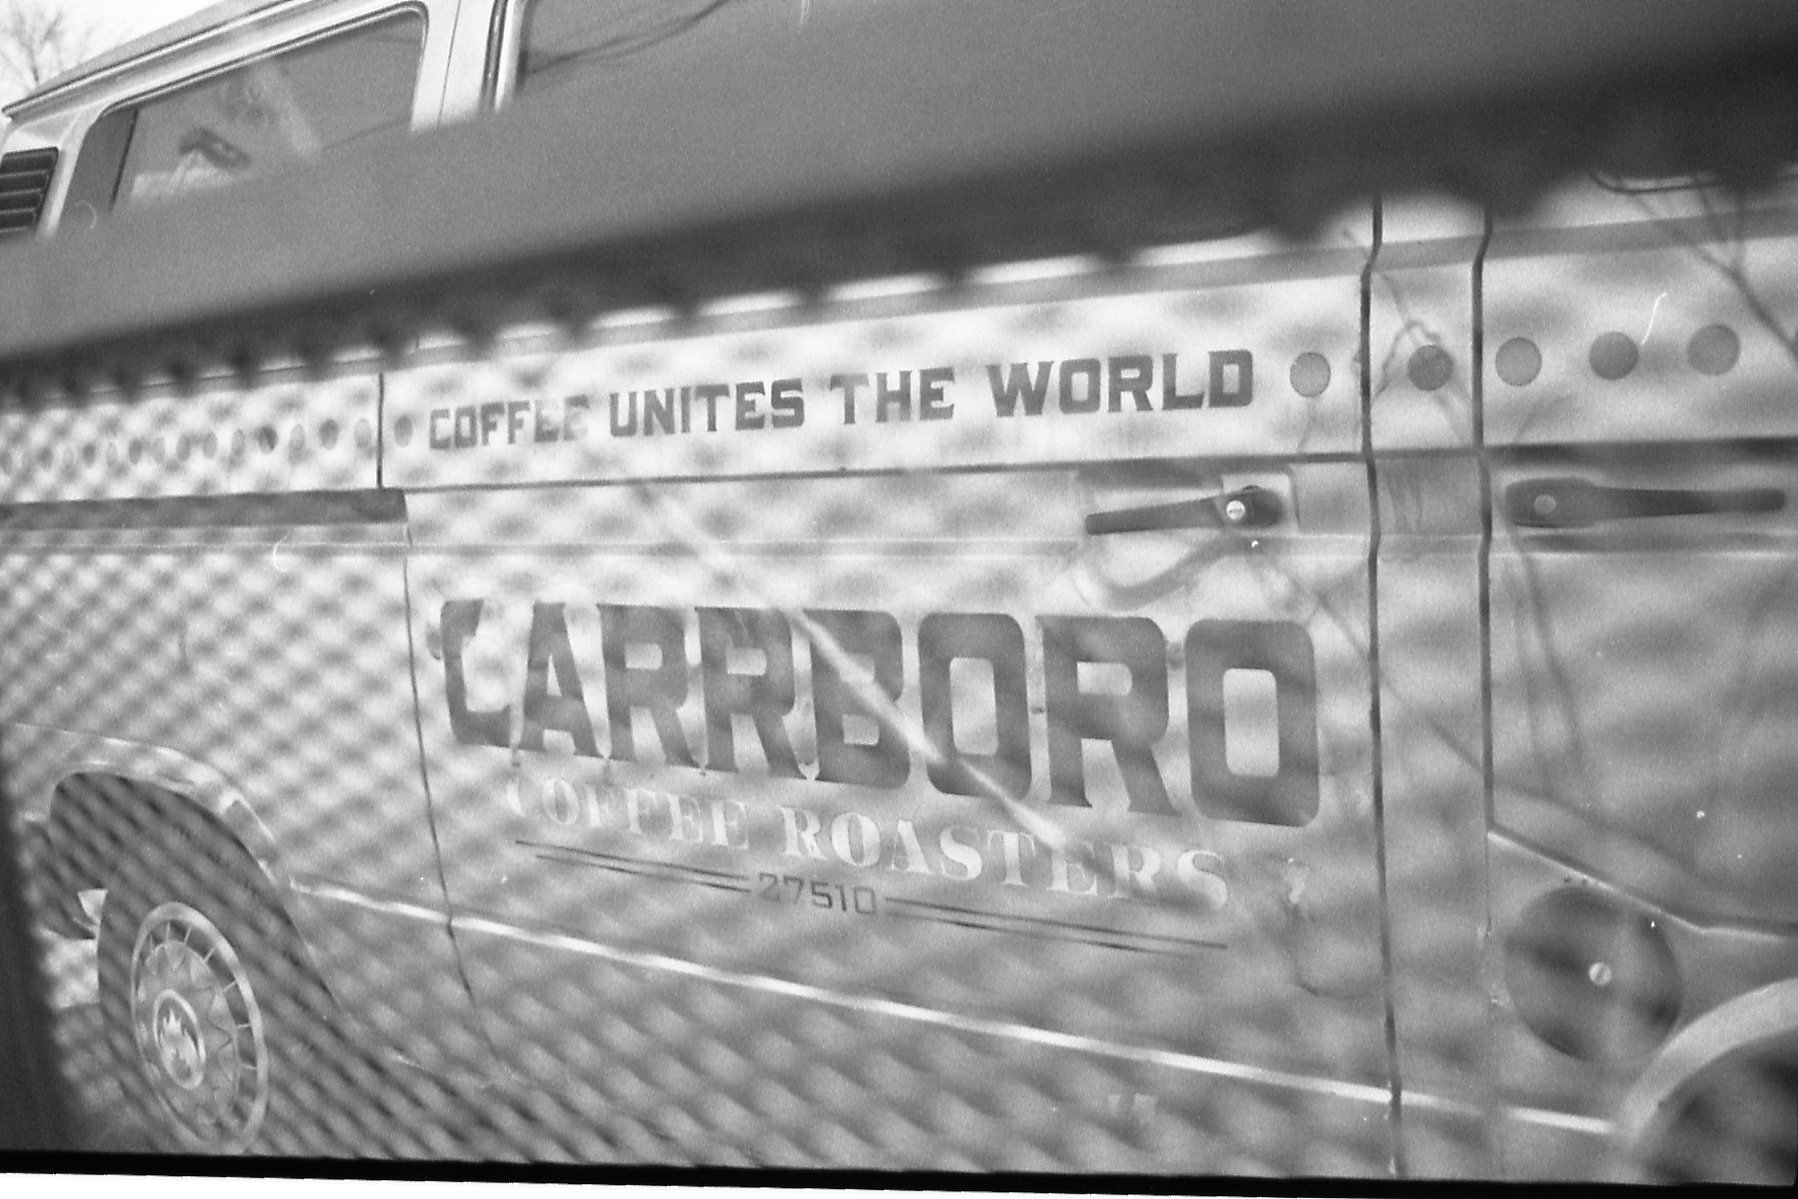 COFFEE UNITES THE WORLD
CARRBORO
COFFEE ROASTERS
27510